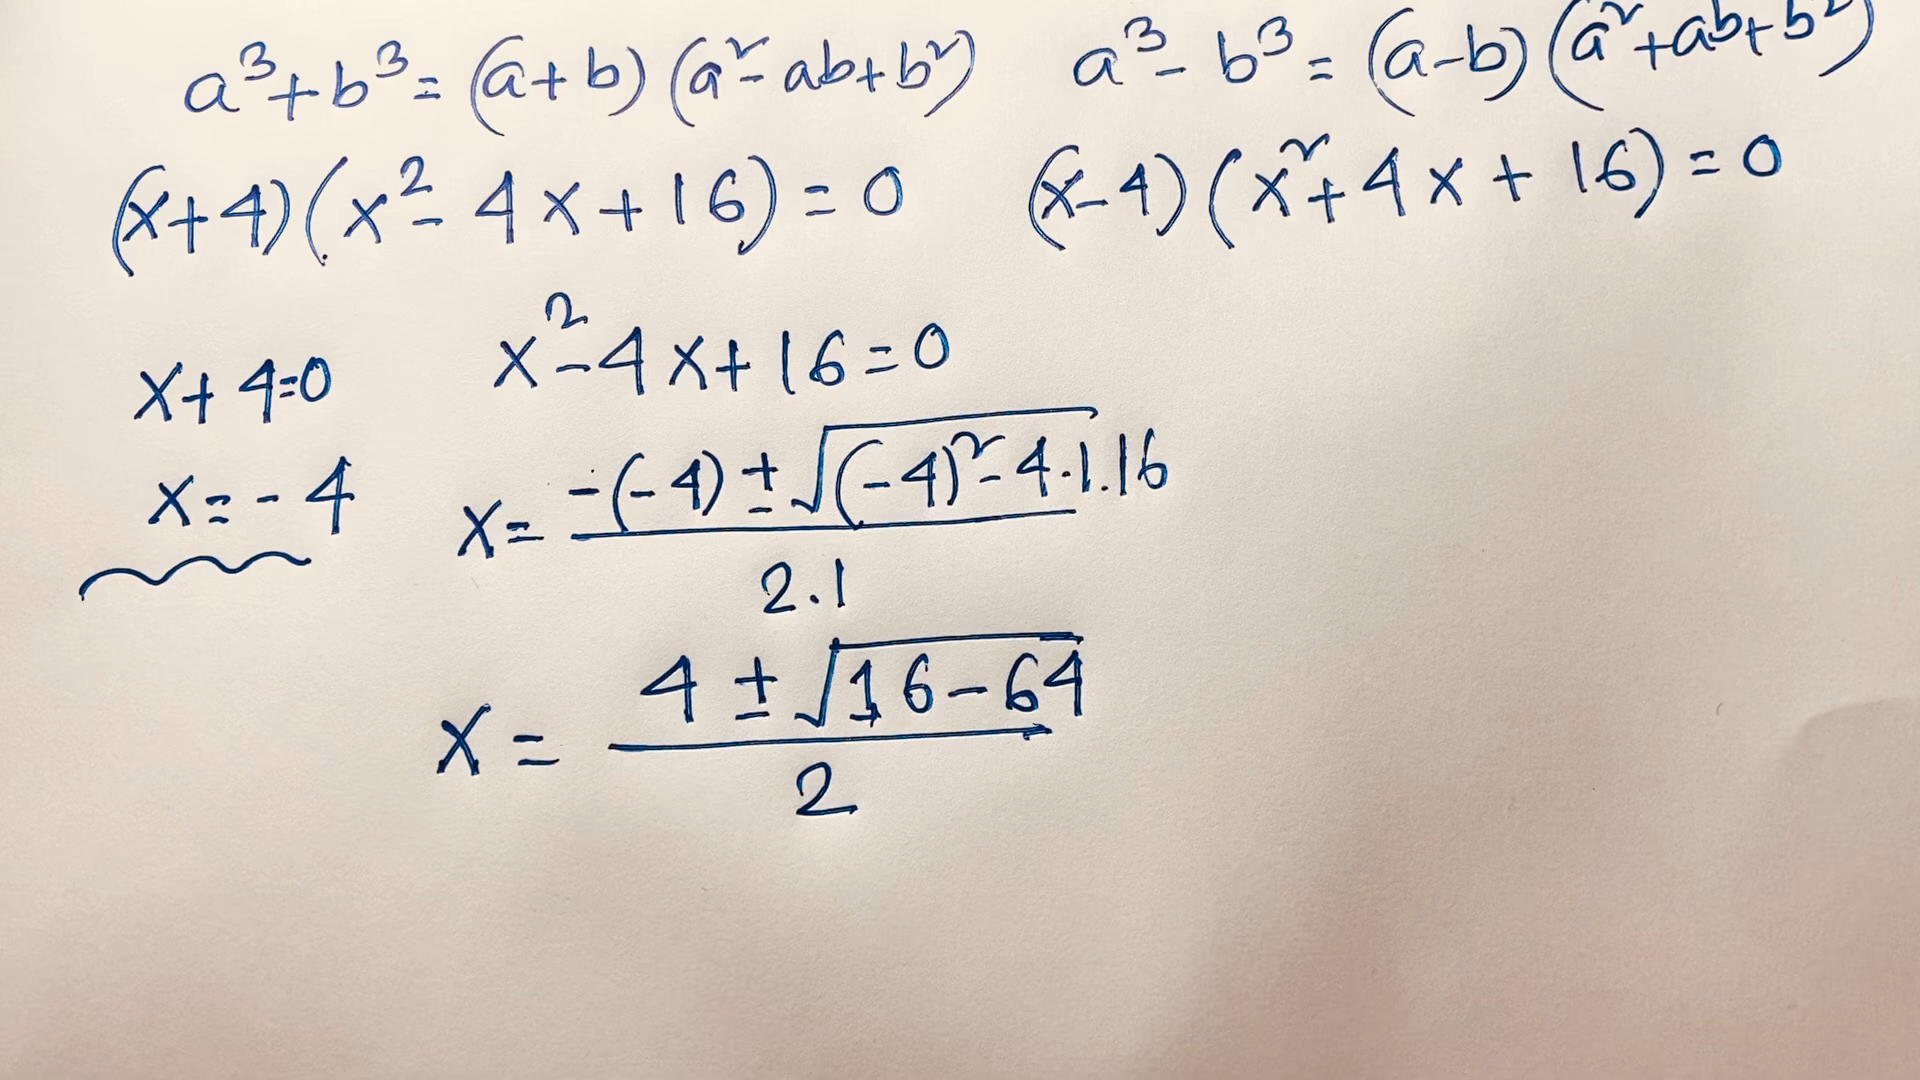 a³+b³=(a+b)(a²-ab+b²) a³-b³=(a-b)(a²+ab+b²)
(x+4)(x²-4x+16)=0 (x-4)(x²+4x+16)=0
x+4=0 x²-4x+16=0
x=-4 x=(-(-4)±√((-4)²-4.1.16))/(2.1)
x=(4±√(16-64))/2